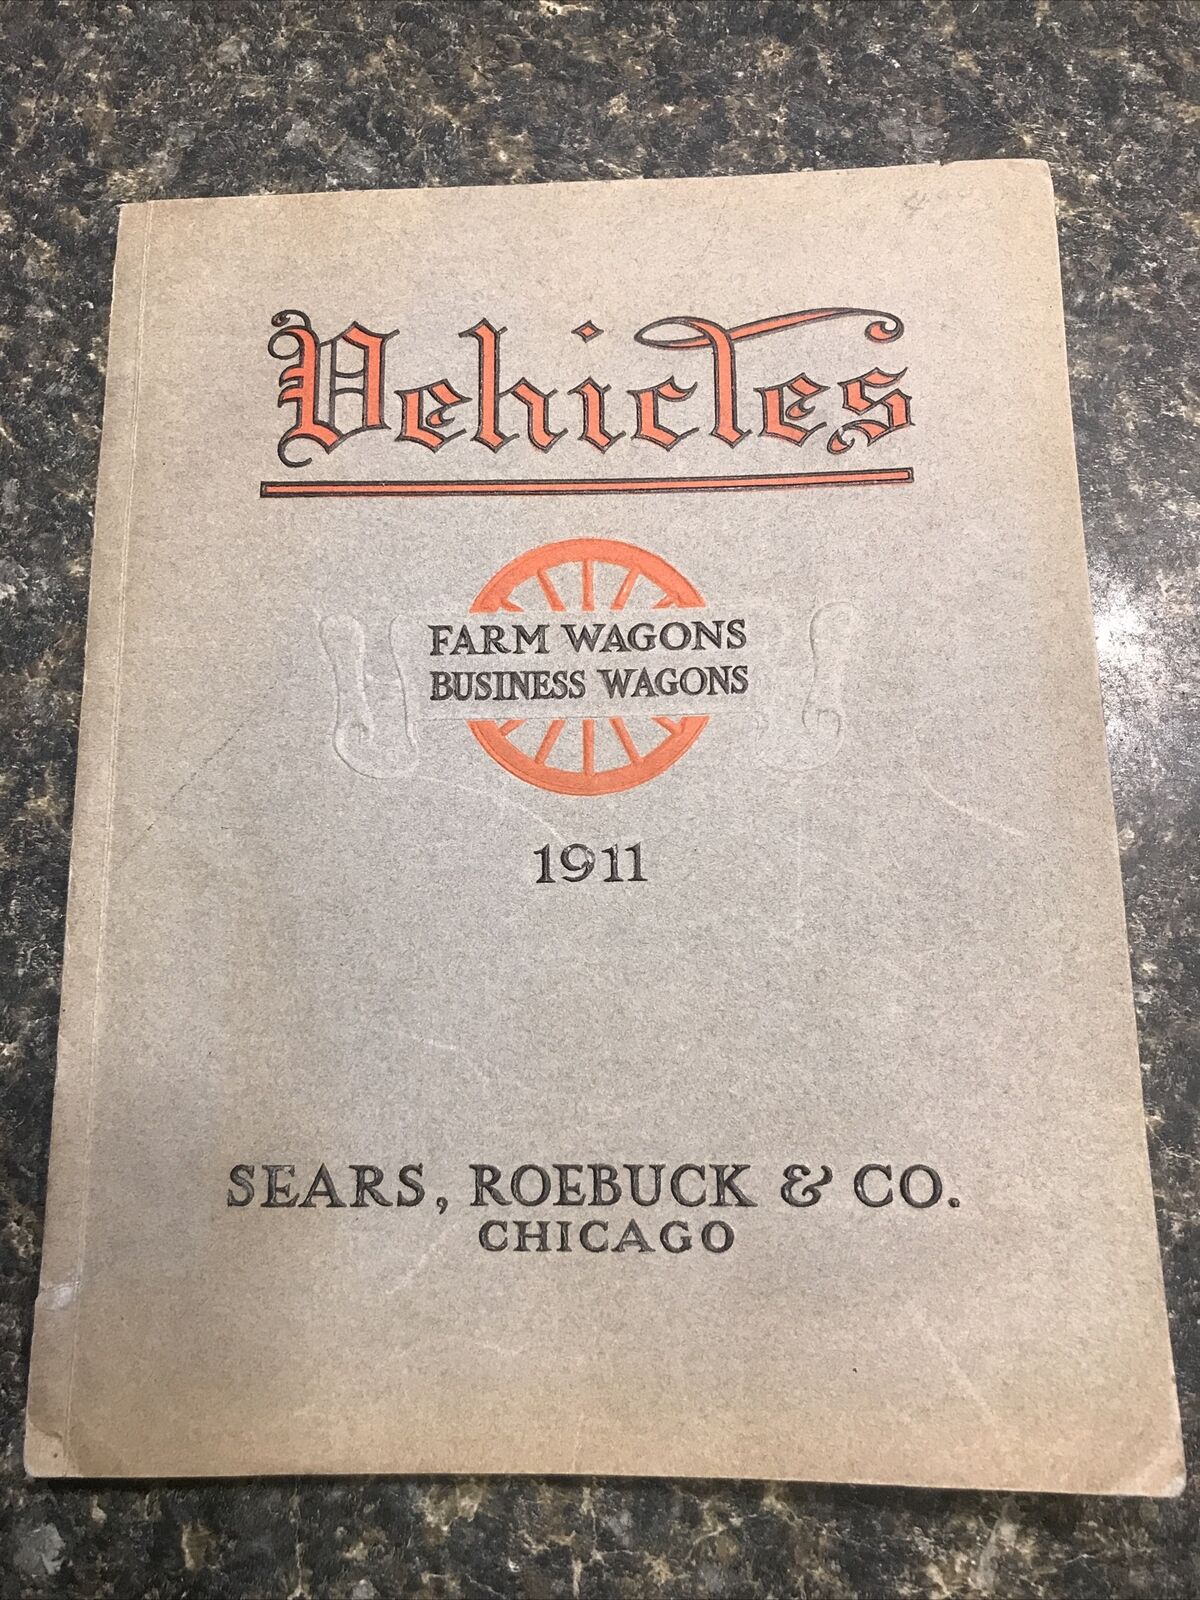 Vehicles
FARM WAGONS
BUSINESS WAGONS
1911
SEARS, ROEBUCK & CO.
CHICAGO